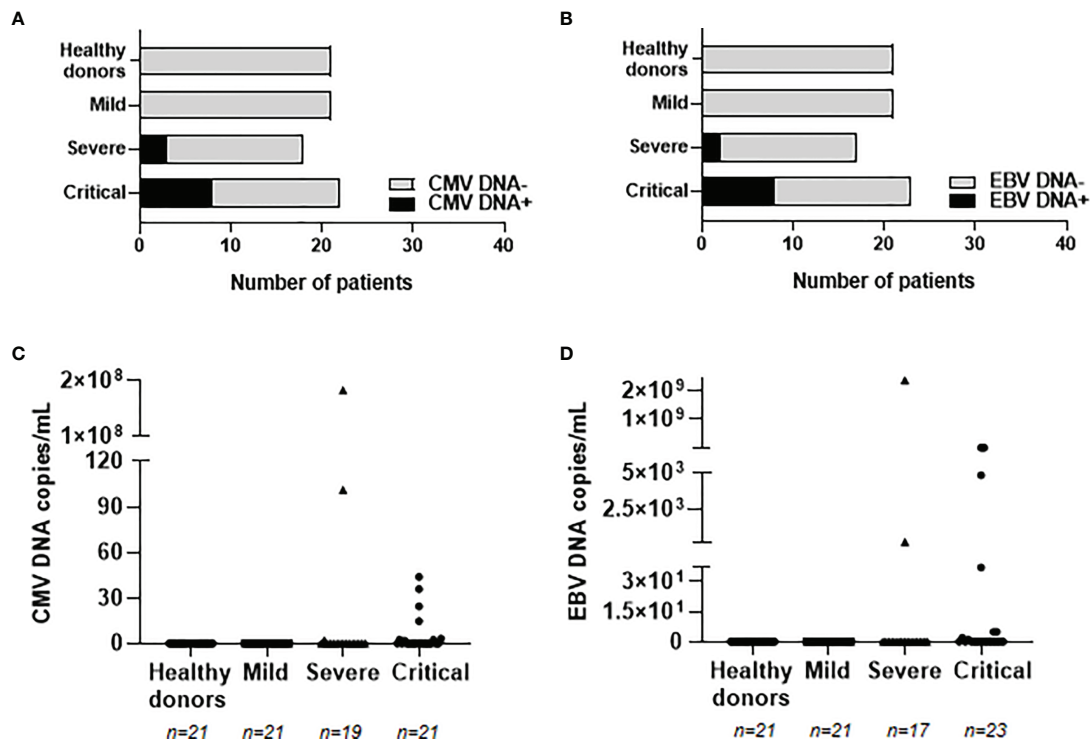 A
Healthy
donors
Mild
Severe
Critical
CMV DNA-
CMV DNA+
0 10 20 30 40
Number of patients
B
Healthy
donors
Mild
Severe
Critical
EBV DNA-
EBV DNA+
0 10 20 30 40
Number of patients
C
CMV DNA copies/mL
2×10⁸
1×10⁸
120
90
60
30
0
Healthy Mild Severe Critical
donors
n=21 n=21 n=19 n=21
D
EBV DNA copies/mL
2×10⁹
1×10⁹
5×10³
2.5×10³
3×10¹
1.5×10¹
0
Healthy Mild Severe Critical
donors
n=21 n=21 n=17 n=23